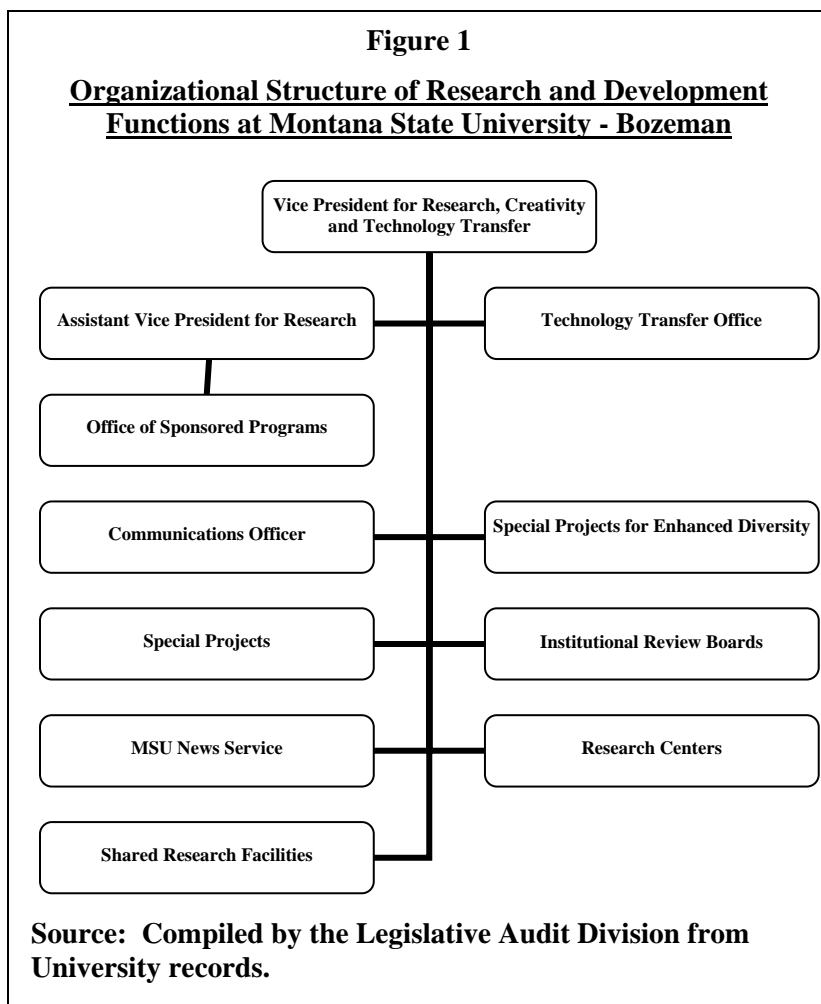 Figure 1
Organizational Structure of Research and Development
Functions at Montana State University - Bozeman
Vice President for Research, Creativity
and Technology Transfer
Assistant Vice President for Research
Technology Transfer Office
Office of Sponsored Programs
Communications Officer
Special Projects for Enhanced Diversity
Special Projects
Institutional Review Boards
MSU News Service
Research Centers
Shared Research Facilities
Source: Compiled by the Legislative Audit Division from
University records.